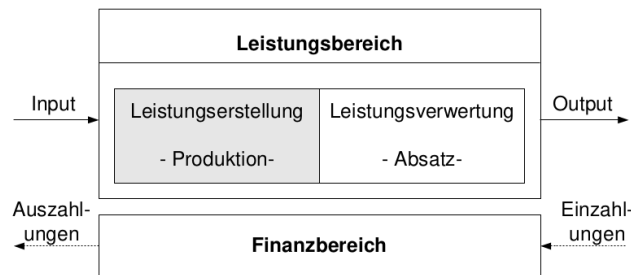 Leistungsbereich
Input
Leistungserstellung
- Produktion-
Leistungsverwertung
- Absatz-
Output
Auszahl-
ungen
Finanzbereich
Einzahl-
ungen